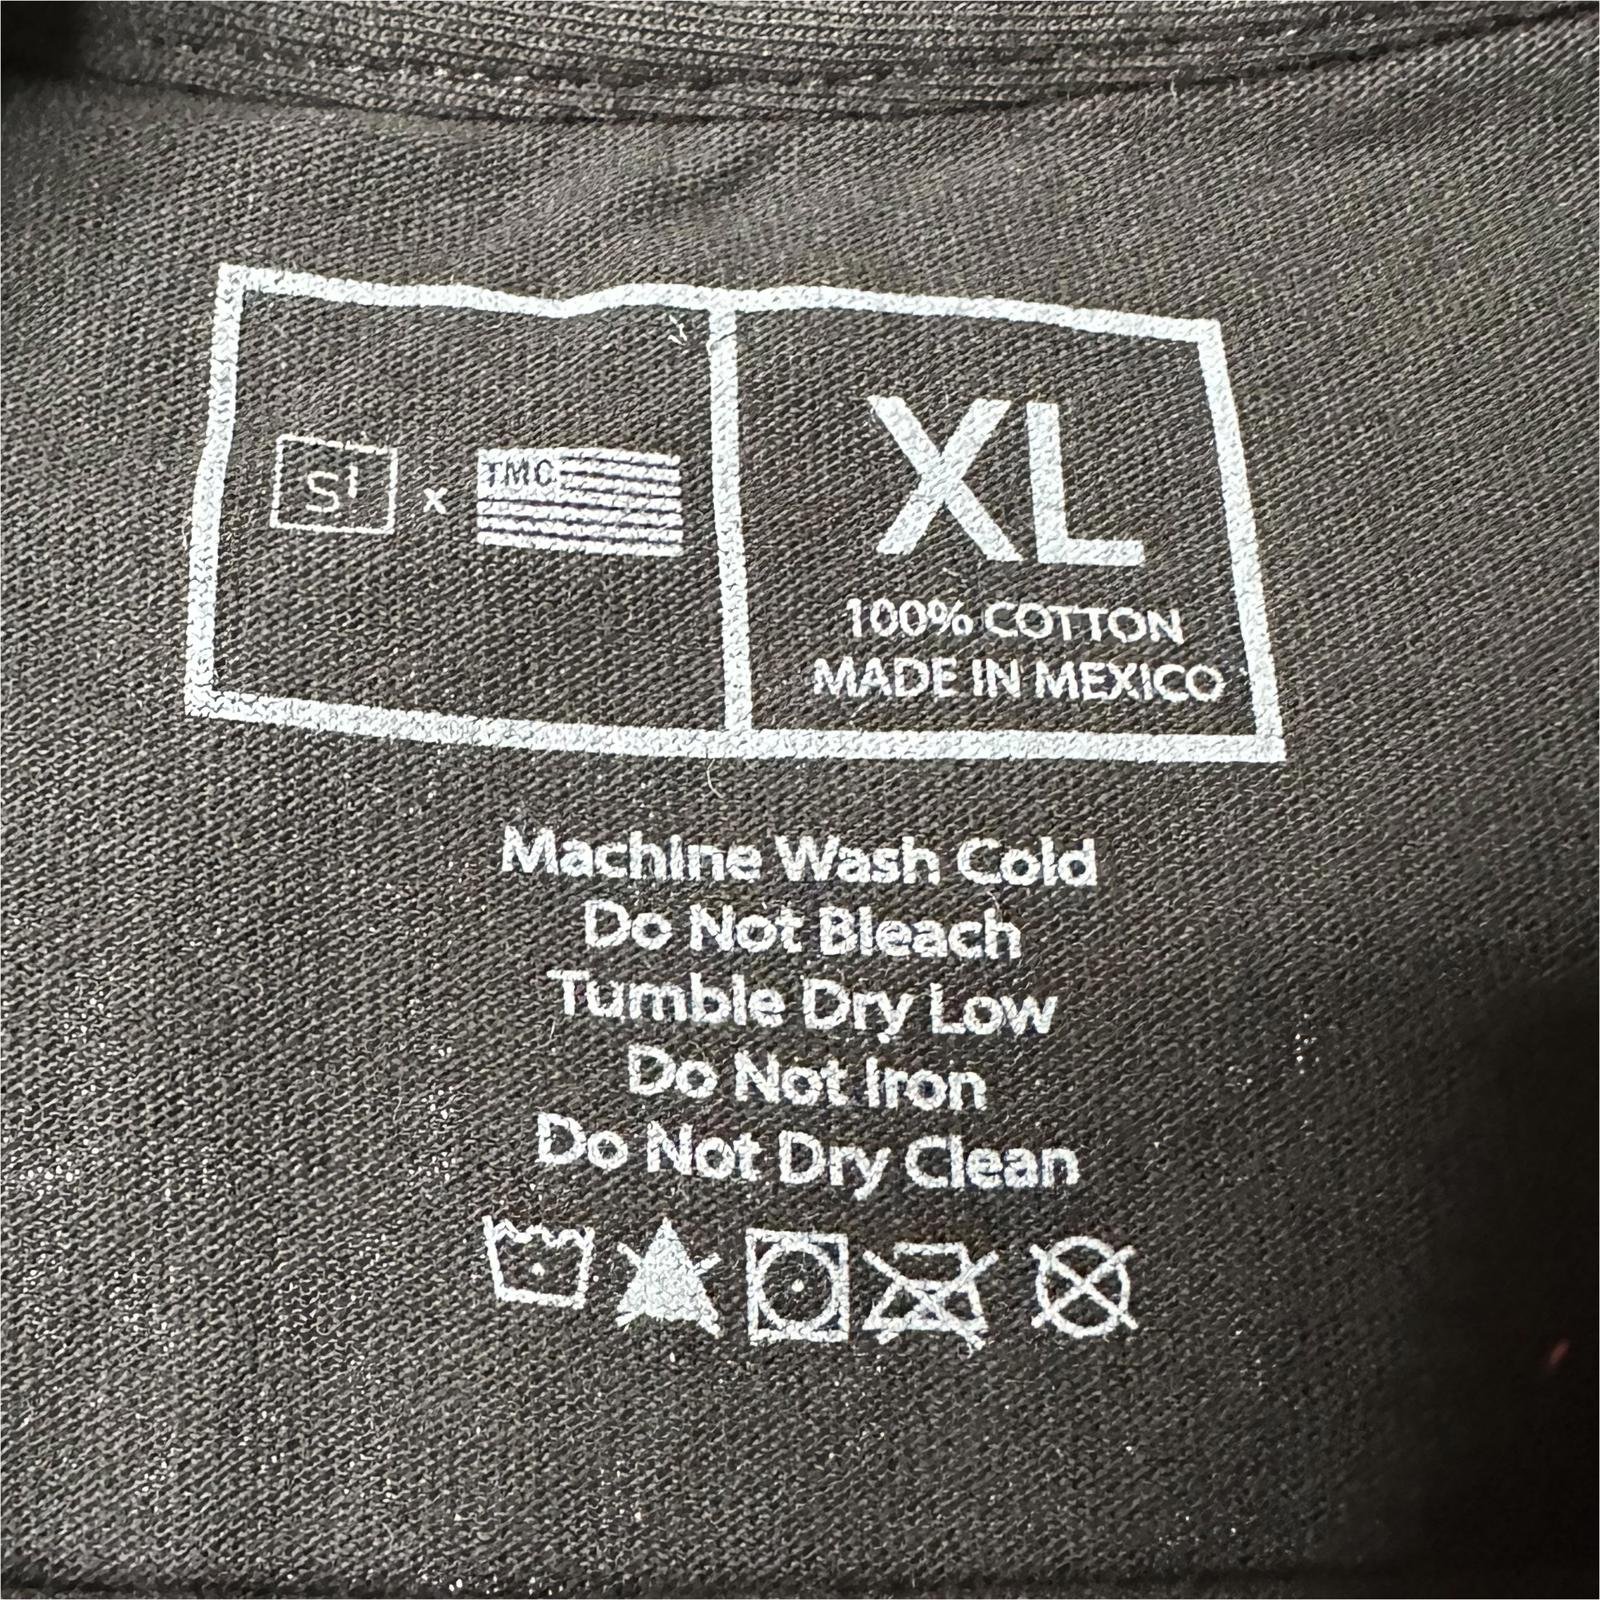 S1 x TMC
XL
100% COTTON
MADE IN MEXICO
Machine Wash Cold
Do Not Bleach
Tumble Dry Low
Do Not Iron
Do Not Dry Clean